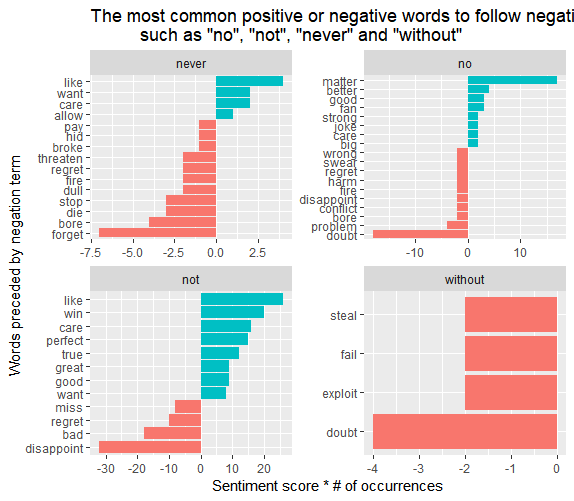 The most common positive or negative words to follow negati
such as "no", "not", "never" and "without"
never
like
want
care
allow
pay
hid
broke
threaten
regret
fire
dull
stop
die
bore
forget
-7.5 -5.0 -2.5 0.0 2.5
no
matter
better
good
fan
strong
joke
care
big
wrong
swear
regret
harm
fire
disappoint
conflict
bore
problem
doubt
-10 0 10
not
like
win
care
perfect
true
great
good
want
miss
regret
bad
disappoint
-30 -20 -10 0 10 20
without
steal
fail
exploit
doubt
-4 -3 -2 -1 0
Words preceded by negation term
Sentiment score * # of occurrences